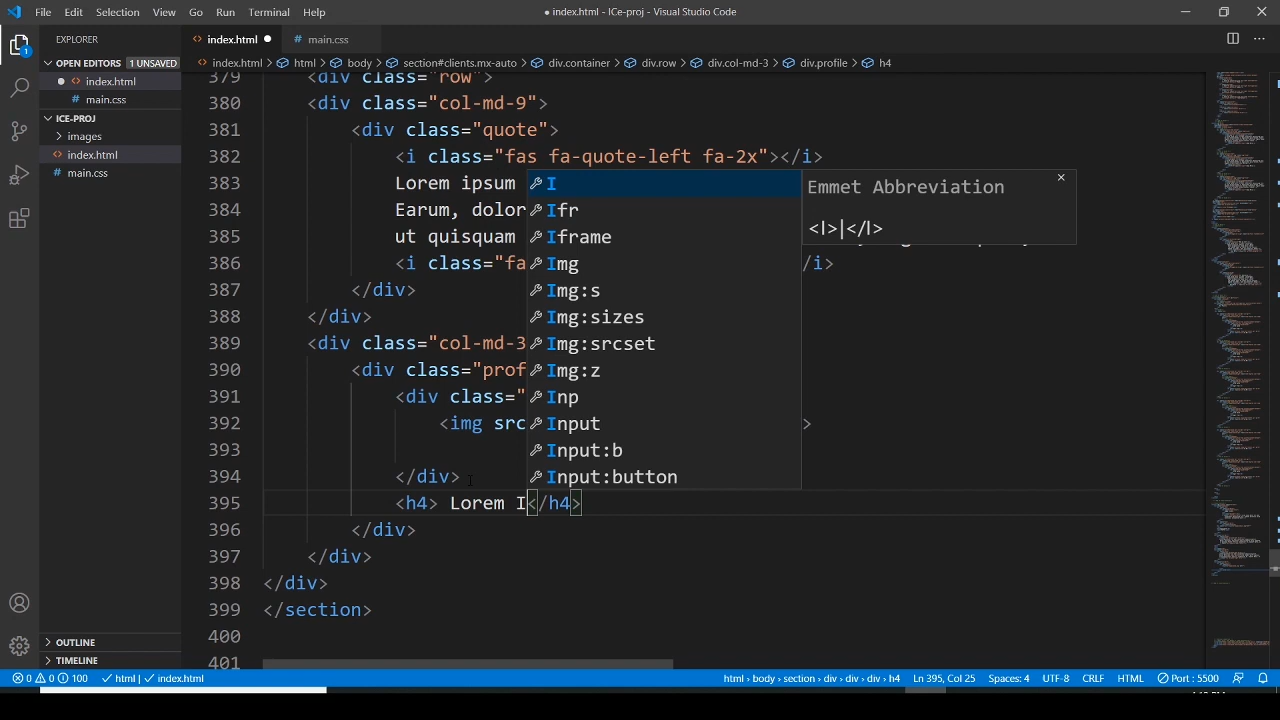 File Edit Selection View Go Run Terminal Help
● index.html - ICe-proj - Visual Studio Code
1
EXPLORER
index.html ●
main.css
OPEN EDITORS 1 UNSAVED
● index.html
main.css
ICE-PROJ
images
index.html
main.css
OUTLINE
TIMELINE
index.html > html > body > section#clients.mx-auto > div.container > div.row > div.col-md-3 > div.profile > h4
379 <div class="row">
380 <div class="col-md-9">
381 <div class="quote">
382 <i class="fas fa-quote-left fa-2x"></i>
383 Lorem ipsum
384 Earum, dolor
385 ut quisquam
386 <i class="fa /i>
387 </div>
388 </div>
389 <div class="col-md-3
390 <div class="prof
391 <div class="
392 <img src >
393
394 </div>
395 <h4> Lorem I</h4>
396 </div>
397 </div>
398 </div>
399 </section>
400
401
I
Ifr
Iframe
Img
Img:s
Img:sizes
Img:srcset
Img:z
Inp
Input
Input:b
Input:button
Emmet Abbreviation
<I>|</I>
0 0 100 html | index.html
html › body › section › div › div › div › h4 Ln 395, Col 25 Spaces: 4 UTF-8 CRLF HTML Port : 5500